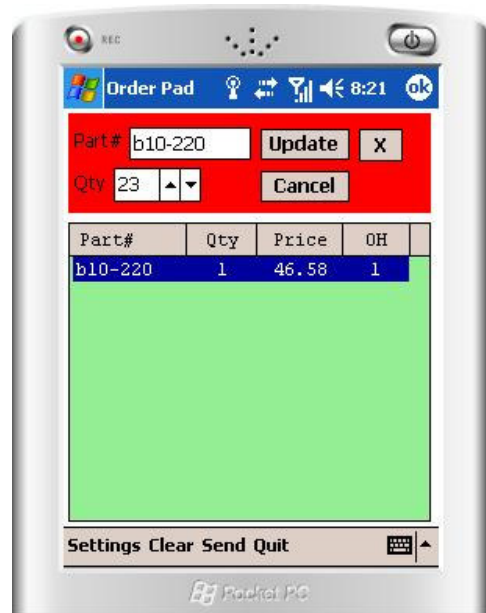 REC
Order Pad 8:21 ok
Part# b10-220 Update X
Qty 23 Cancel
Part# Qty Price OH
b10-220 1 46.58 1
Settings Clear Send Quit
Pocket PC